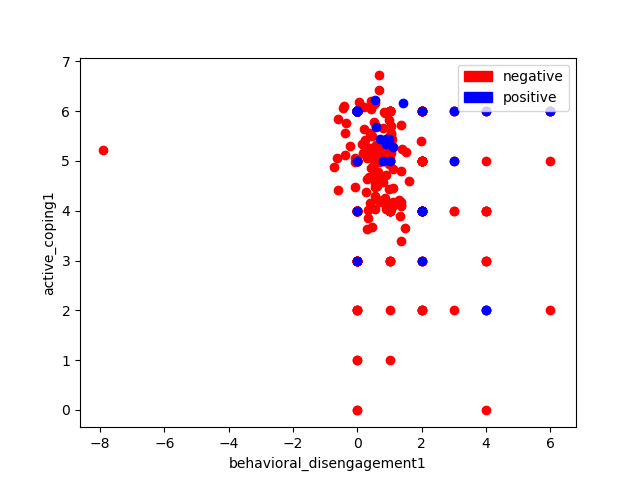 7
6
5
4
3
2
1
0
active_coping1
negative
positive
−8 −6 −4 −2 0 2 4 6
behavioral_disengagement1